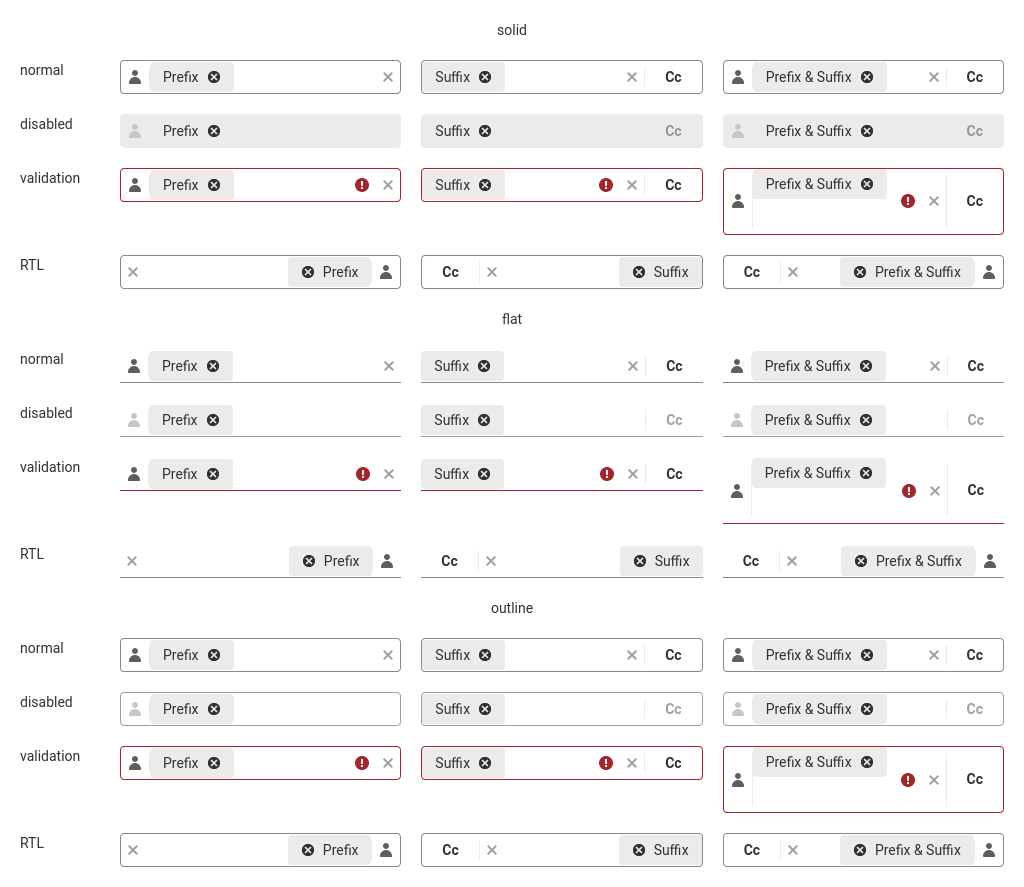 solid
normal Prefix Suffix Cc Prefix & Suffix Cc
disabled Prefix Suffix Cc Prefix & Suffix Cc
validation Prefix Suffix Cc Prefix & Suffix Cc
RTL Prefix Cc Suffix Cc Prefix & Suffix
flat
normal Prefix Suffix Cc Prefix & Suffix Cc
disabled Prefix Suffix Cc Prefix & Suffix Cc
validation Prefix Suffix Cc Prefix & Suffix Cc
RTL Prefix Cc Suffix Cc Prefix & Suffix
outline
normal Prefix Suffix Cc Prefix & Suffix Cc
disabled Prefix Suffix Cc Prefix & Suffix Cc
validation Prefix Suffix Cc Prefix & Suffix Cc
RTL Prefix Cc Suffix Cc Prefix & Suffix